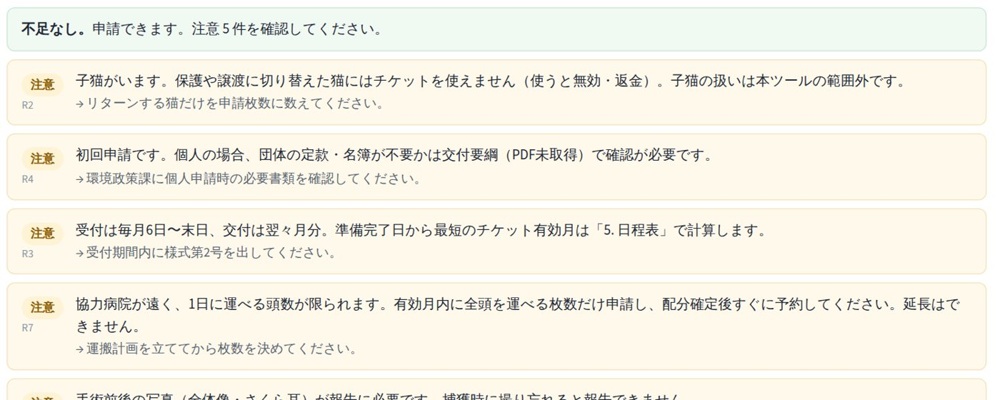 不足なし。申請できます。注意 5 件を確認してください。
注意
R2
子猫がいます。保護や譲渡に切り替えた猫にはチケットを使えません（使うと無効・返金）。子猫の扱いは本ツールの範囲外です。
→ リターンする猫だけを申請枚数に数えてください。
注意
R4
初回申請です。個人の場合、団体の定款・名簿が不要かは交付要綱（PDF未取得）で確認が必要です。
→ 環境政策課に個人申請時の必要書類を確認してください。
注意
R3
受付は毎月6日〜末日、交付は翌々月分。準備完了日から最短のチケット有効月は「5. 日程表」で計算します。
→ 受付期間内に様式第2号を出してください。
注意
R7
協力病院が遠く、1日に運べる頭数が限られます。有効月内に全頭を運べる枚数だけ申請し、配分確定後すぐに予約してください。延長はで
きません。
→ 運搬計画を立ててから枚数を決めてください。
注意
手術前後の写真（全体像・さくら耳）が報告に必要です。捕獲時に撮り忘れると報告できません。